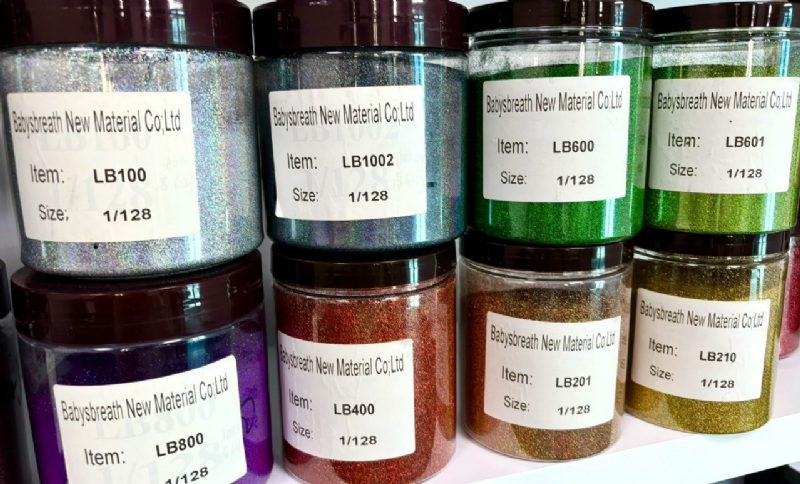 Babysbreath New Material Co;Ltd
Item: LB100
Size: 1/128
Babysbreath New Material Co;Ltd
Item: LB1002
Size: 1/128
Babysbreath New Material Co;Ltd
Item: LB600
Size: 1/128
Babysbreath New Material Co;Ltd
Item: LB601
Size: 1/128
Babysbreath New Material Co;Ltd
Item: LB800
1/128
Babysbreath New Material Co;Ltd
Item: LB400
Size: 1/128
Babysbreath New Material Co;Ltd
Item: LB201
Size: 1/128
Babysbreath New Material Co;Ltd
Item: LB210
Size: 1/128